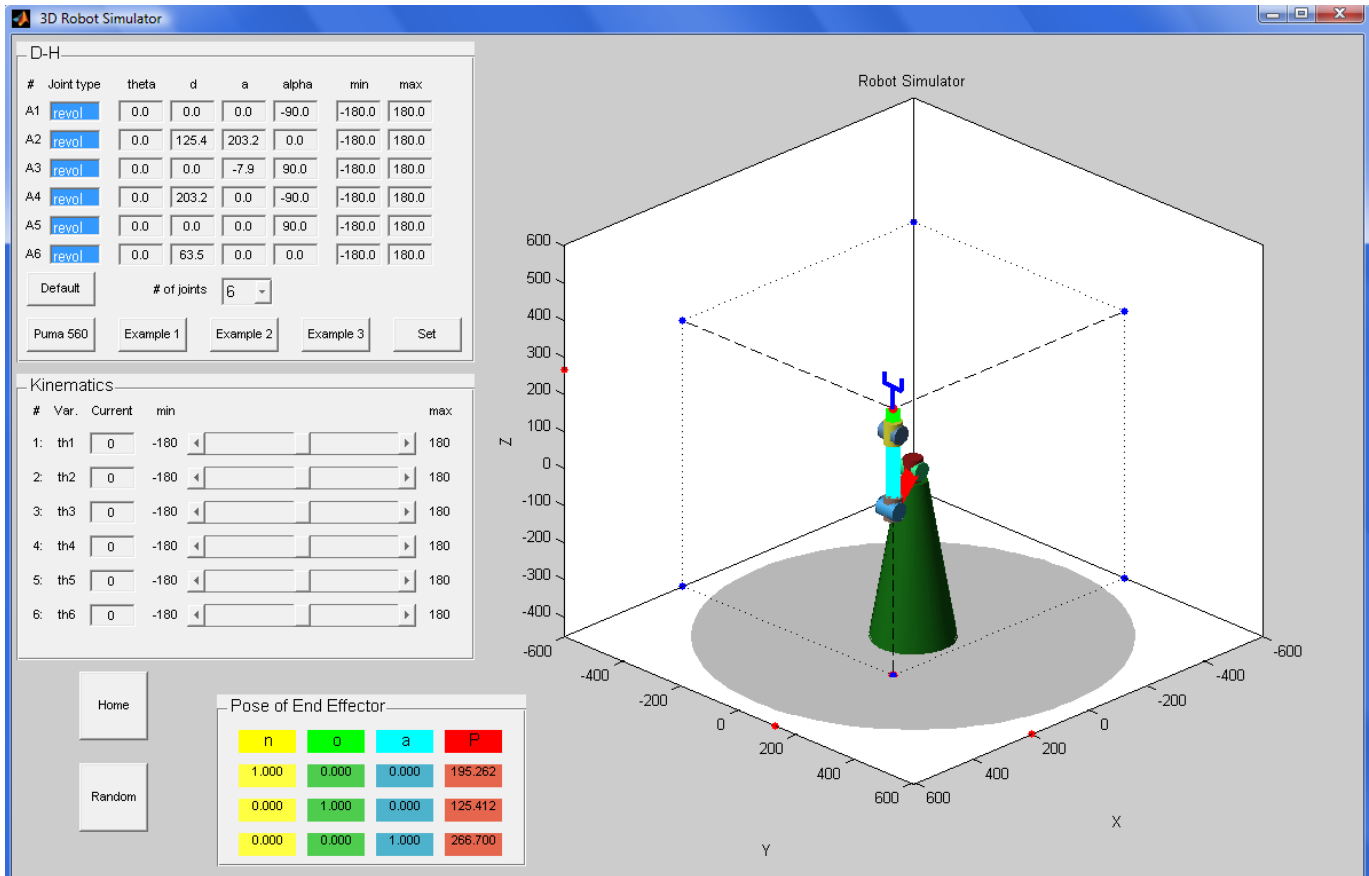 3D Robot Simulator
D-H
# Joint type theta d a alpha min max
A1 revol 0.0 0.0 0.0 -90.0 -180.0 180.0
A2 revol 0.0 125.4 203.2 0.0 -180.0 180.0
A3 revol 0.0 0.0 -7.9 90.0 -180.0 180.0
A4 revol 0.0 203.2 0.0 -90.0 -180.0 180.0
A5 revol 0.0 0.0 0.0 90.0 -180.0 180.0
A6 revol 0.0 63.5 0.0 0.0 -180.0 180.0
Default # of joints 6
Puma 560 Example 1 Example 2 Example 3 Set
Kinematics
# Var. Current min max
1: th1 0 -180 180
2: th2 0 -180 180
3: th3 0 -180 180
4: th4 0 -180 180
5: th5 0 -180 180
6: th6 0 -180 180
Home
Random
Pose of End Effector
n o a P
1.000 0.000 0.000 195.262
0.000 1.000 0.000 125.412
0.000 0.000 1.000 266.700
Robot Simulator
600
500
400
300
200
100
0
-100
-200
-300
-400
Z
-600
-400
-200
0
200
400
600
Y
600
400
200
0
-200
-400
-600
X